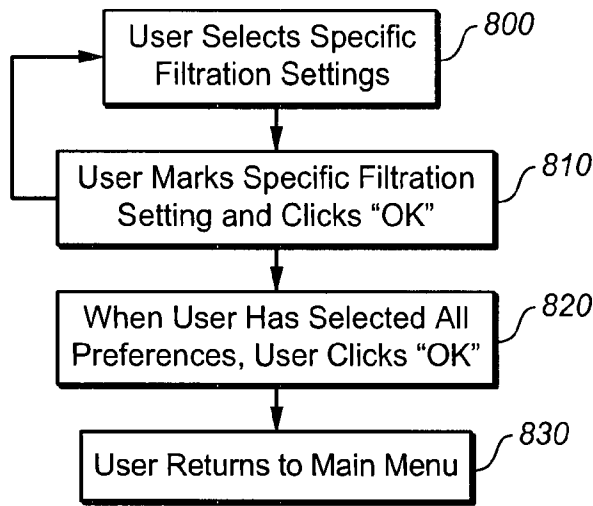 User Selects Specific
Filtration Settings
800
User Marks Specific Filtration
Setting and Clicks “OK”
810
When User Has Selected All
Preferences, User Clicks “OK”
820
User Returns to Main Menu
830